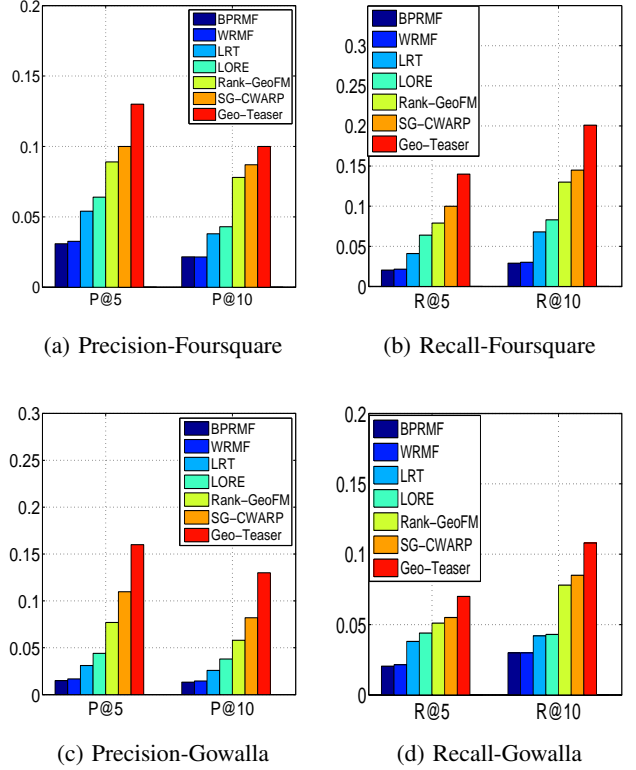 0.2
0.15
0.1
0.05
0
BPRMF
WRMF
LRT
LORE
Rank-GeoFM
SG-CWARP
Geo-Teaser
P@5
P@10
(a) Precision-Foursquare
0.3
0.25
0.2
0.15
0.1
0.05
0
BPRMF
WRMF
LRT
LORE
Rank-GeoFM
SG-CWARP
Geo-Teaser
R@5
R@10
(b) Recall-Foursquare
0.3
0.25
0.2
0.15
0.1
0.05
0
BPRMF
WRMF
LRT
LORE
Rank-GeoFM
SG-CWARP
Geo-Teaser
P@5
P@10
(c) Precision-Gowalla
0.2
0.15
0.1
0.05
0
BPRMF
WRMF
LRT
LORE
Rank-GeoFM
SG-CWARP
Geo-Teaser
R@5
R@10
(d) Recall-Gowalla